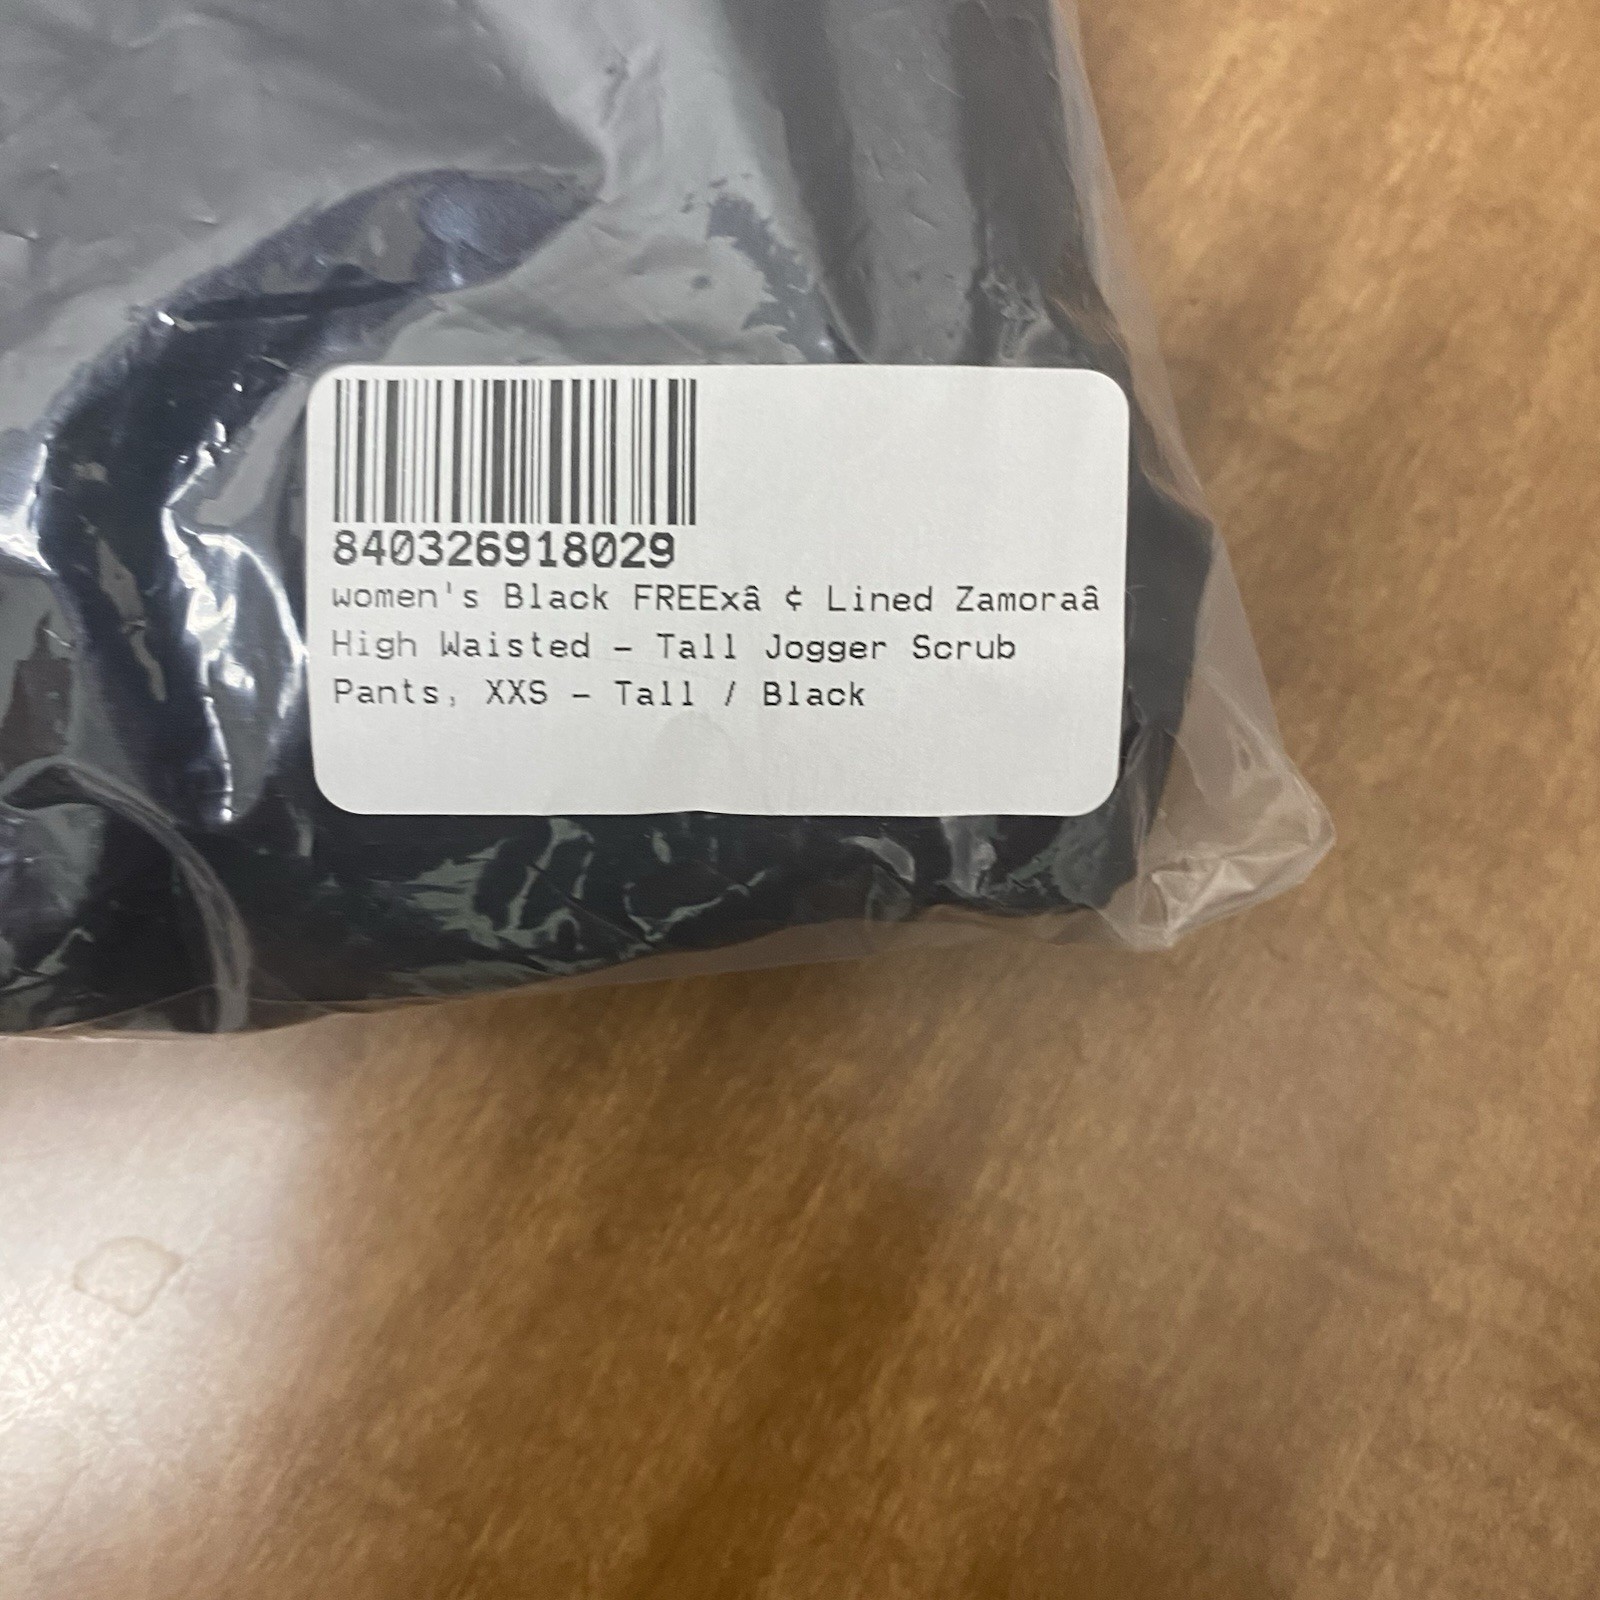 840326918029
women's Black FREExâ ¢ Lined Zamoraâ
High Waisted - Tall Jogger Scrub
Pants, XXS - Tall / Black